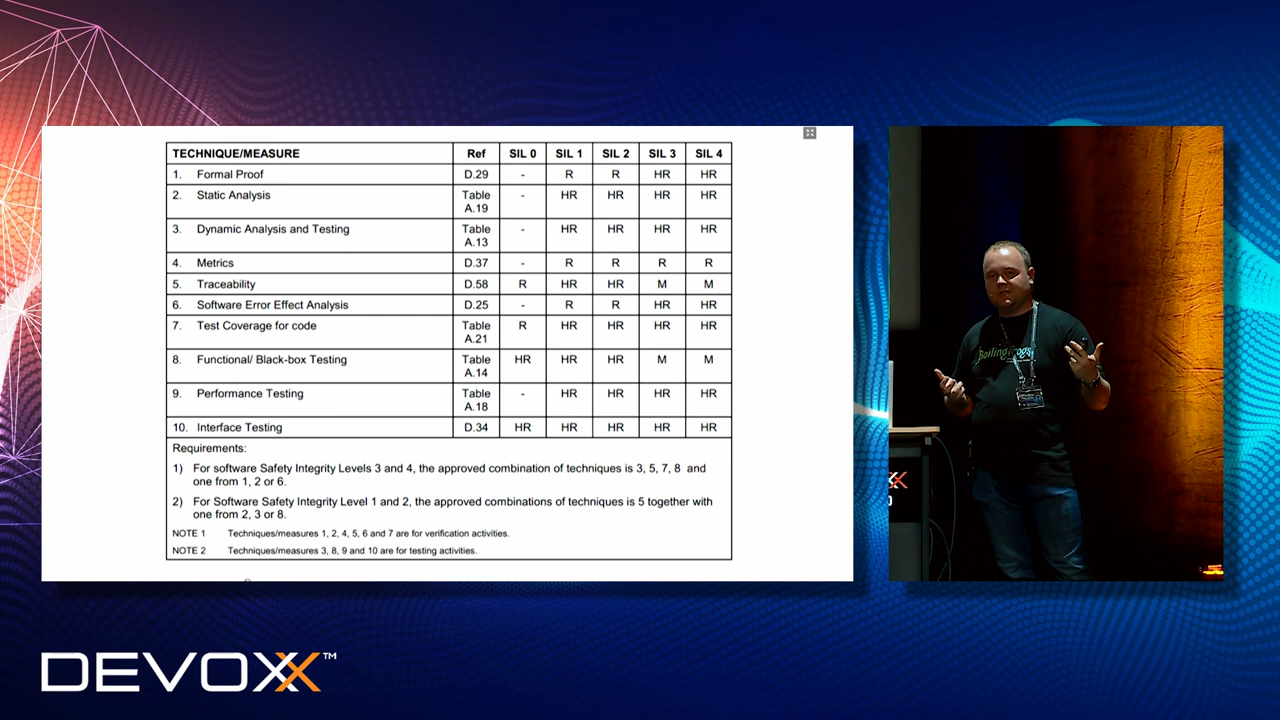 TECHNIQUE/MEASURE Ref SIL 0 SIL 1 SIL 2 SIL 3 SIL 4
1. Formal Proof D.29 - R R HR HR
2. Static Analysis Table A.19 - HR HR HR HR
3. Dynamic Analysis and Testing Table A.13 - HR HR HR HR
4. Metrics D.37 - R R R R
5. Traceability D.58 R HR HR M M
6. Software Error Effect Analysis D.25 - R R HR HR
7. Test Coverage for code Table A.21 R HR HR HR HR
8. Functional/ Black-box Testing Table A.14 HR HR HR M M
9. Performance Testing Table A.18 - HR HR HR HR
10. Interface Testing D.34 HR HR HR HR HR
Requirements:
1) For software Safety Integrity Levels 3 and 4, the approved combination of techniques is 3, 5, 7, 8 and
one from 1, 2 or 6.
2) For Software Safety Integrity Level 1 and 2, the approved combinations of techniques is 5 together with
one from 2, 3 or 8.
NOTE 1 Techniques/measures 1, 2, 4, 5, 6 and 7 are for verification activities.
NOTE 2 Techniques/measures 3, 8, 9 and 10 are for testing activities.
DEVOXX™